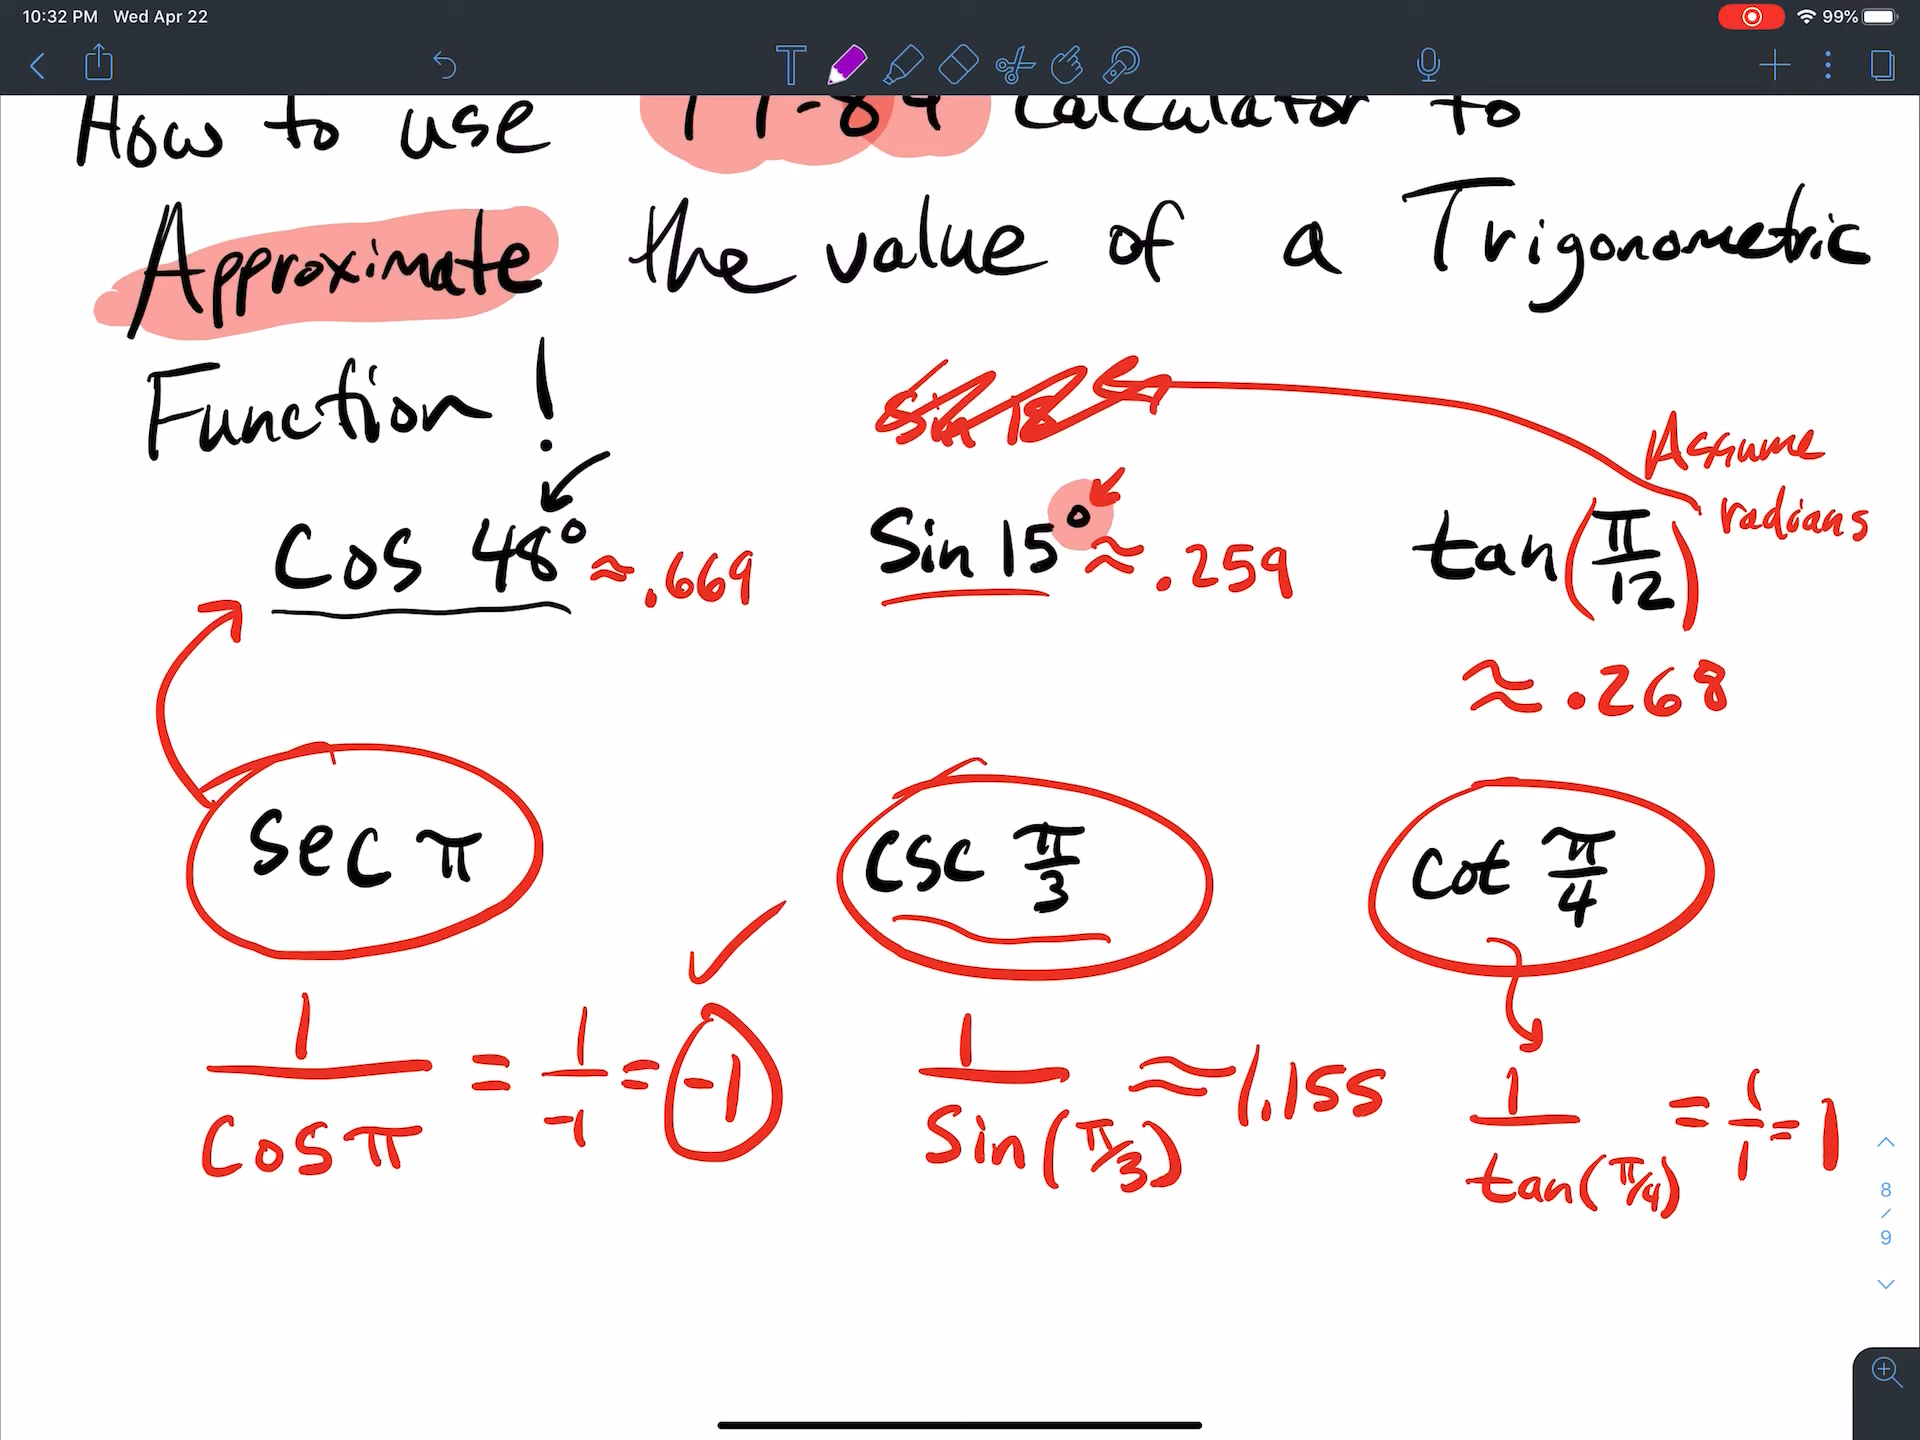 10:32 PM Wed Apr 22
99%
How to use TI-84 calculator to
Approximate the value of a Trigonometric
Function!
Sin 18
Assume
radians
Cos 48° ≈ .669
Sin 15° ≈ .259
tan(π/12)
≈ .268
sec π
csc π/3
cot π/4
1/cos π = 1/-1 = -1
1/Sin(π/3) ≈ 1.155
1/tan(π/4) = 1/1 = 1
8
/
9